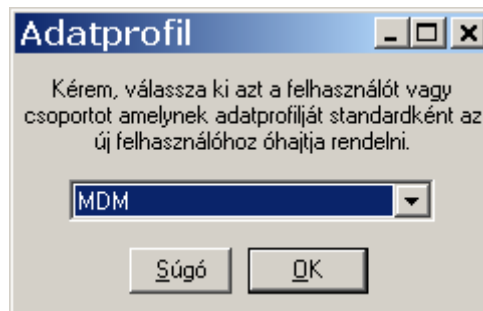 Adatprofil
Kérem, válassza ki azt a felhasználót vagy
csoportot amelynek adatprofilját standardként az
új felhasználóhoz óhajtja rendelni.
MDM
Súgó
OK